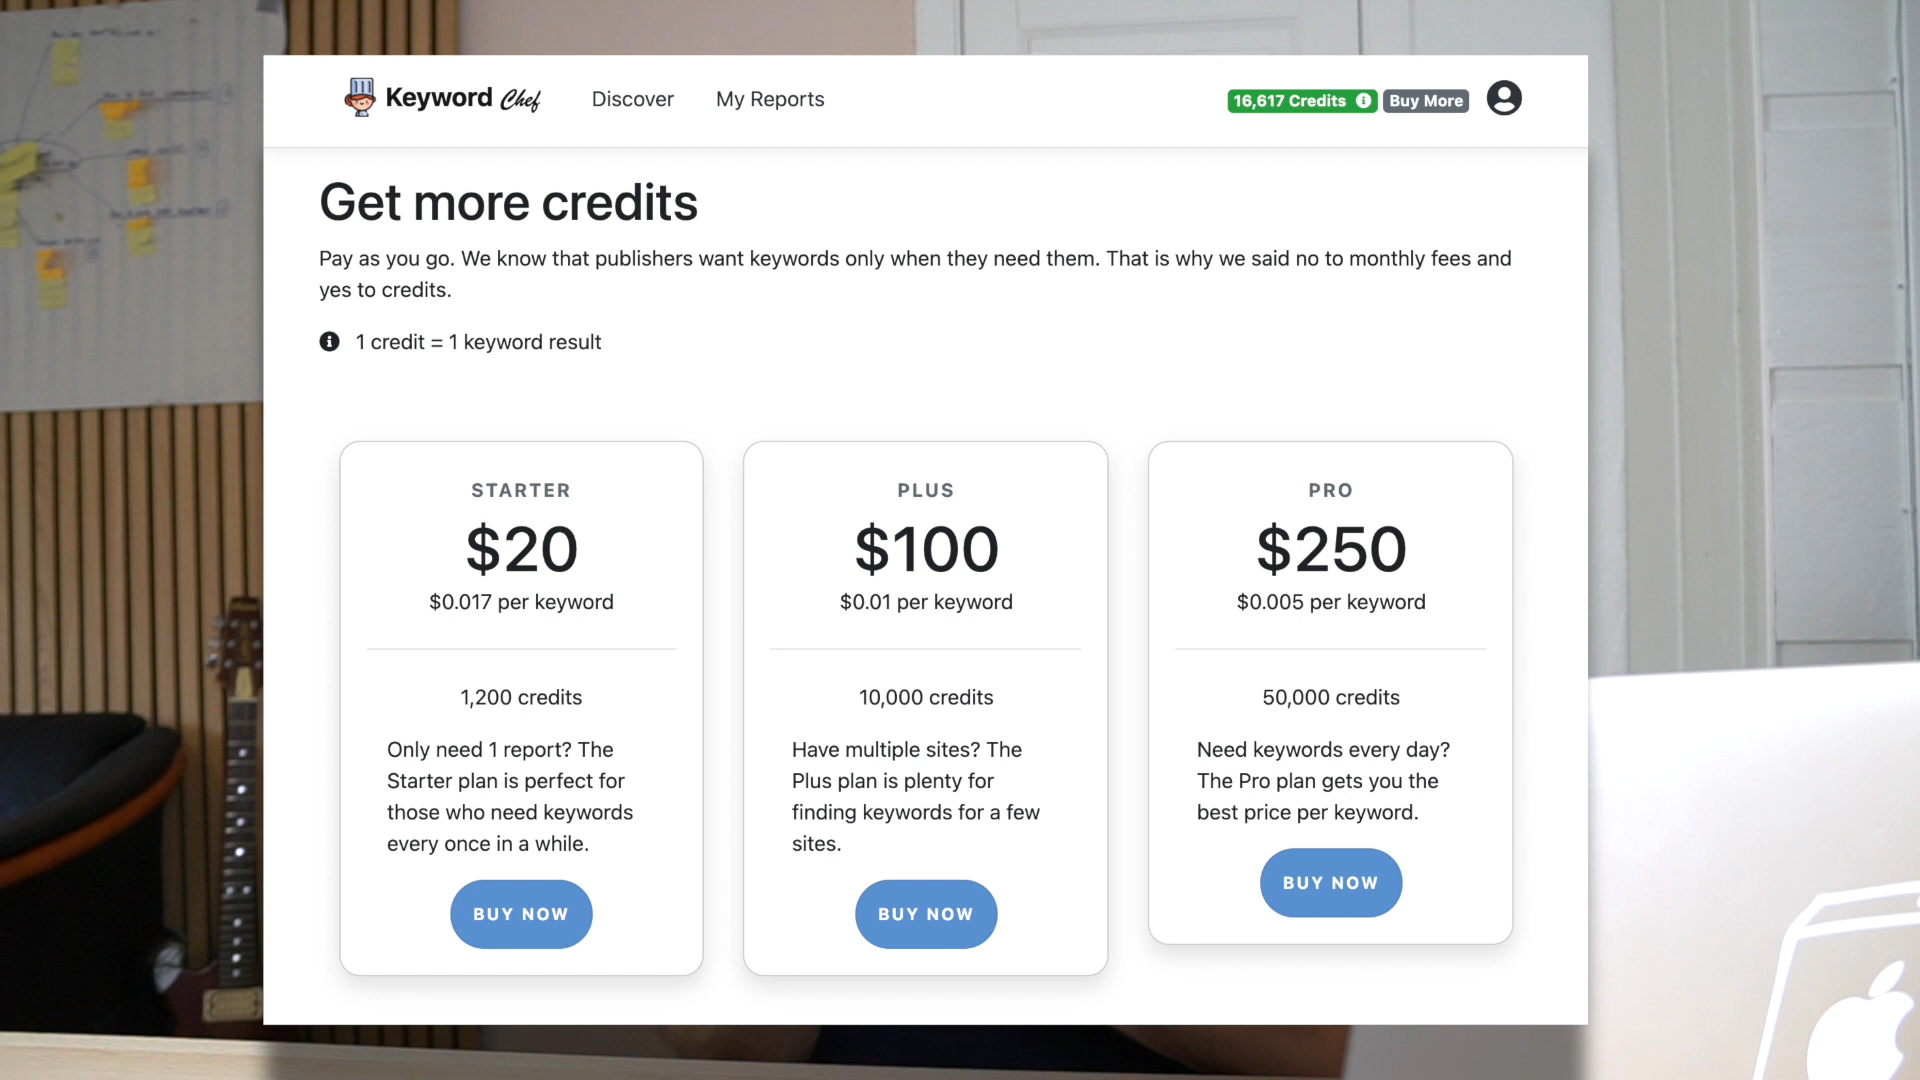 Keyword Chef
Discover
My Reports
16,617 Credits
Buy More
Get more credits
Pay as you go. We know that publishers want keywords only when they need them. That is why we said no to monthly fees and
yes to credits.
1 credit = 1 keyword result
STARTER
$20
$0.017 per keyword
1,200 credits
Only need 1 report? The
Starter plan is perfect for
those who need keywords
every once in a while.
BUY NOW
PLUS
$100
$0.01 per keyword
10,000 credits
Have multiple sites? The
Plus plan is plenty for
finding keywords for a few
sites.
BUY NOW
PRO
$250
$0.005 per keyword
50,000 credits
Need keywords every day?
The Pro plan gets you the
best price per keyword.
BUY NOW